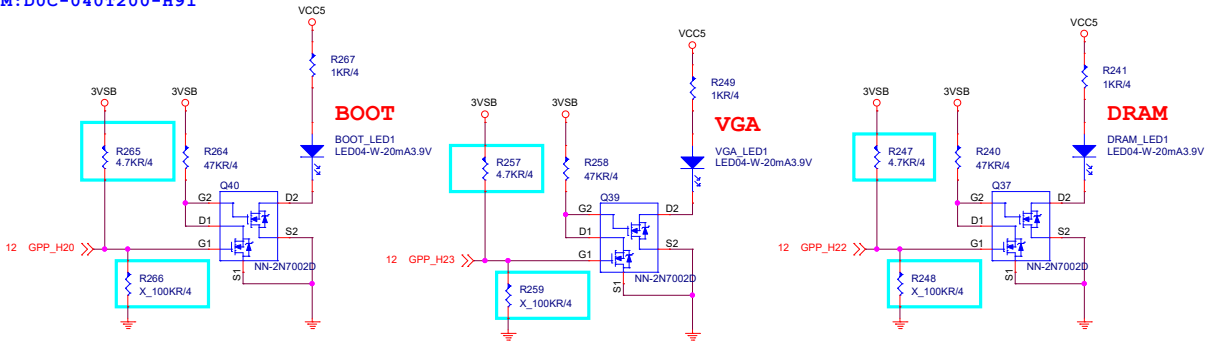 M:D0C-0401200-H91
VCC5
R267
1KR/4
3VSB
3VSB
BOOT
R265
4.7KR/4
R264
47KR/4
BOOT_LED1
LED04-W-20mA3.9V
Q40
G2
D2
D1
S2
12 GPP_H20
G1
S1
NN-2N7002D
R266
X_100KR/4
VCC5
R249
1KR/4
3VSB
3VSB
VGA
R257
4.7KR/4
R258
47KR/4
VGA_LED1
LED04-W-20mA3.9V
Q39
G2
D2
D1
S2
12 GPP_H23
G1
S1
NN-2N7002D
R259
X_100KR/4
VCC5
R241
1KR/4
3VSB
3VSB
DRAM
R247
4.7KR/4
R240
47KR/4
DRAM_LED1
LED04-W-20mA3.9V
Q37
G2
D2
D1
S2
12 GPP_H22
G1
S1
NN-2N7002D
R248
X_100KR/4